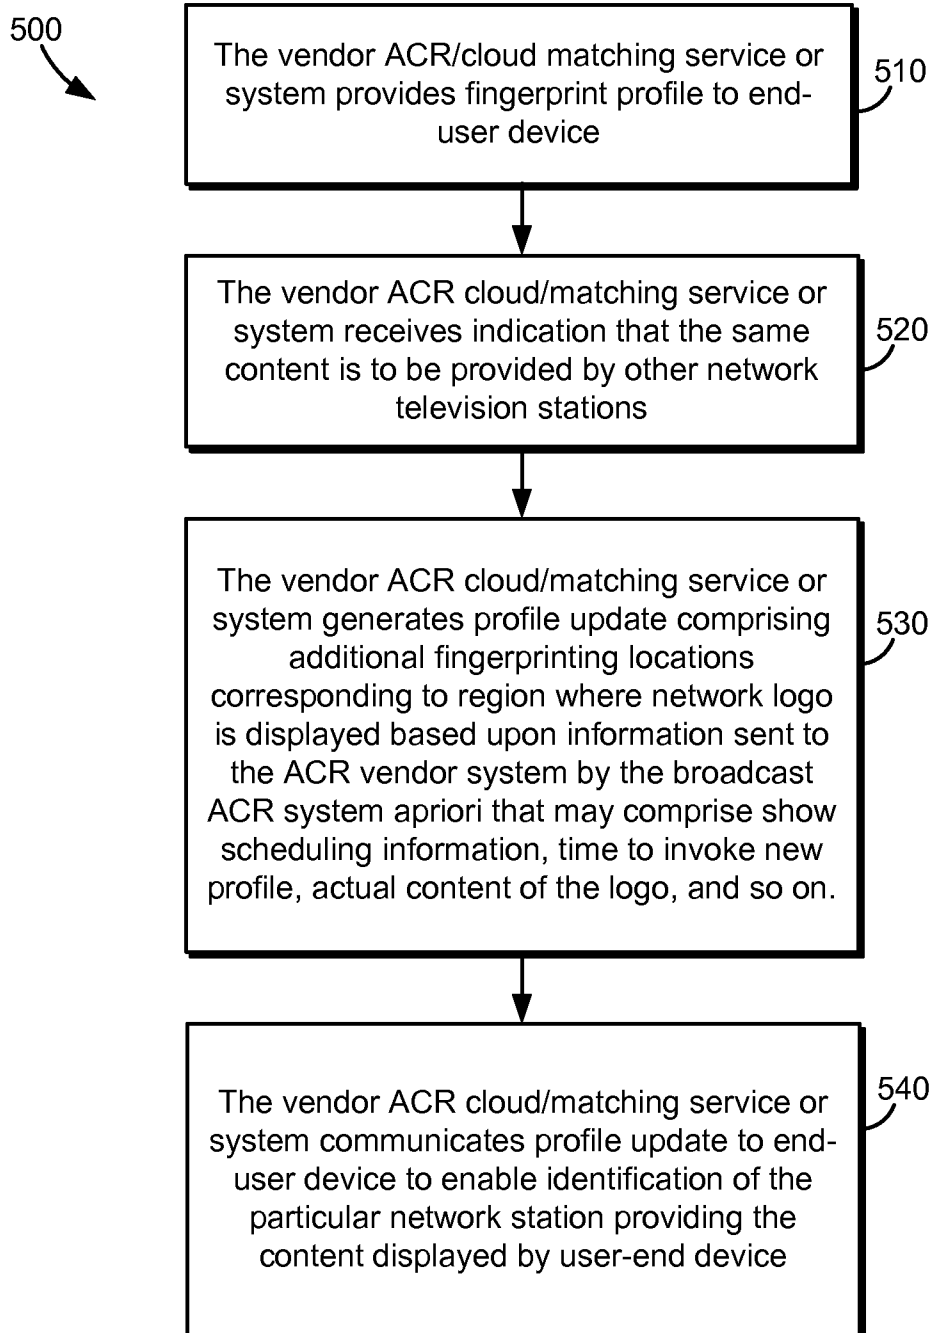 500
The vendor ACR/cloud matching service or
system provides fingerprint profile to end-
user device
510
The vendor ACR cloud/matching service or
system receives indication that the same
content is to be provided by other network
television stations
520
The vendor ACR cloud/matching service or
system generates profile update comprising
additional fingerprinting locations
corresponding to region where network logo
is displayed based upon information sent to
the ACR vendor system by the broadcast
ACR system apriori that may comprise show
scheduling information, time to invoke new
profile, actual content of the logo, and so on.
530
The vendor ACR cloud/matching service or
system communicates profile update to end-
user device to enable identification of the
particular network station providing the
content displayed by user-end device
540